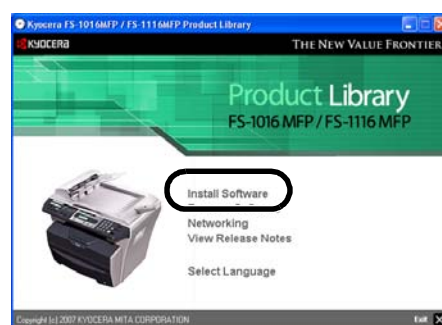 Kyocera FS-1016MFP / FS-1116MFP Product Library
KYOCERA
THE NEW VALUE FRONTIER
Product Library
FS-1016 MFP / FS-1116 MFP
Install Software
Networking
View Release Notes
Select Language
Copyright (c) 2007 KYOCERA MITA CORPORATION
Exit